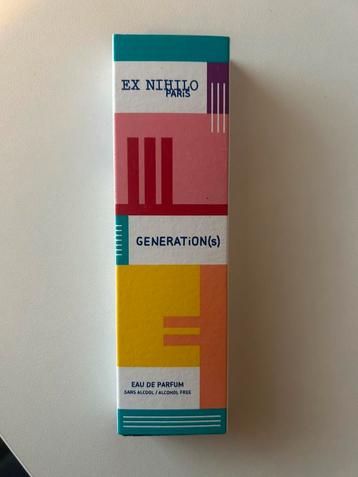 EX NIHILO
PARiS
GENERATiON(s)
EAU DE PARFUM
SANS ALCOOL / ALCOHOL FREE